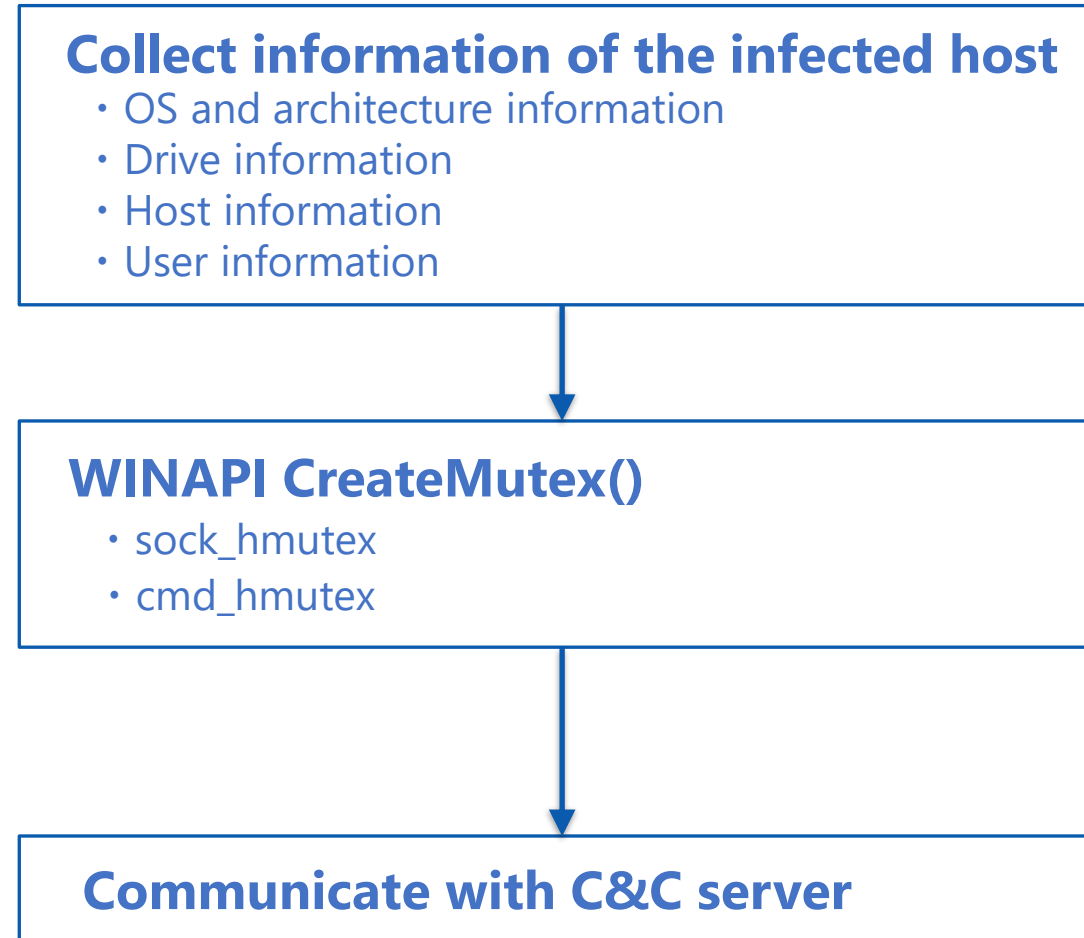 Collect information of the infected host
・OS and architecture information
・Drive information
・Host information
・User information
WINAPI CreateMutex()
・sock_hmutex
・cmd_hmutex
Communicate with C&C server